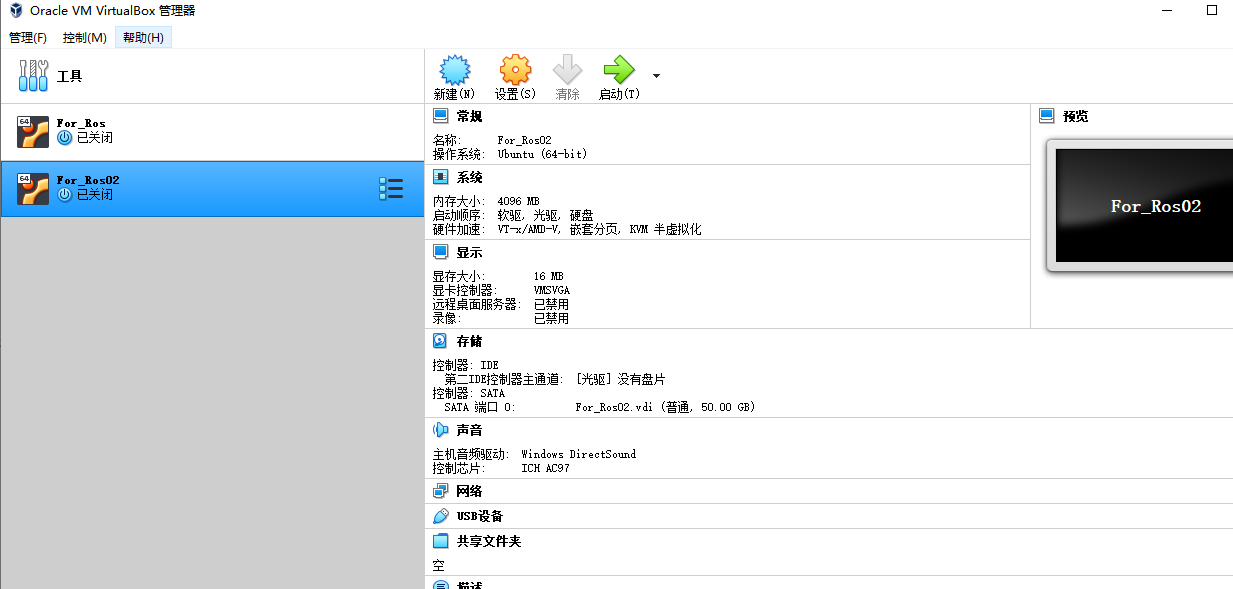 Oracle VM VirtualBox 管理器
管理(F) 控制(M) 帮助(H)
工具
新建(N) 设置(S) 清除 启动(T)
64
For_Ros
已关闭
64
For_Ros02
已关闭
常规
名称: For_Ros02
操作系统: Ubuntu (64-bit)
系统
内存大小: 4096 MB
启动顺序: 软驱, 光驱, 硬盘
硬件加速: VT-x/AMD-V, 嵌套分页, KVM 半虚拟化
显示
显存大小: 16 MB
显卡控制器: VMSVGA
远程桌面服务器: 已禁用
录像: 已禁用
预览
For_Ros02
存储
控制器: IDE
第二IDE控制器主通道: [光驱] 没有盘片
控制器: SATA
SATA 端口 0: For_Ros02.vdi (普通, 50.00 GB)
声音
主机音频驱动: Windows DirectSound
控制芯片: ICH AC97
网络
USB设备
共享文件夹
空
描述